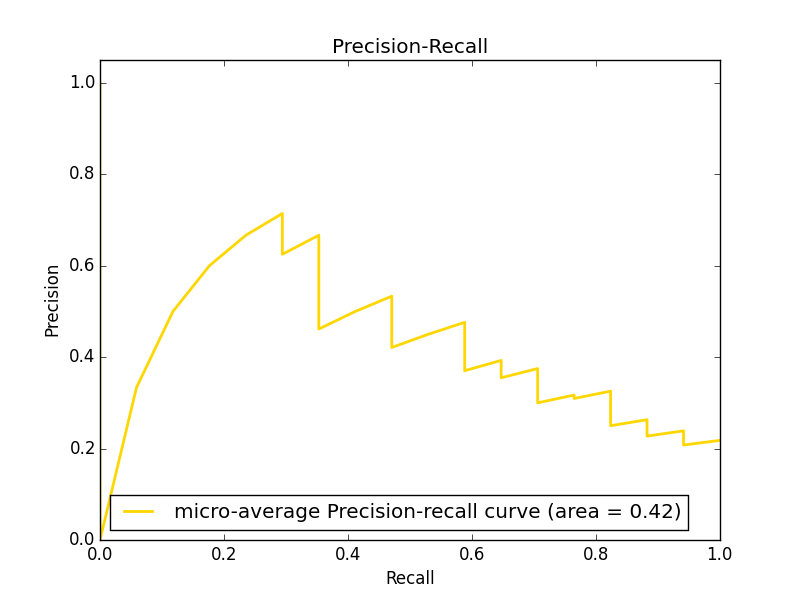 Precision-Recall
1.0
0.8
0.6
0.4
0.2
0.0
Precision
micro-average Precision-recall curve (area = 0.42)
0.0 0.2 0.4 0.6 0.8 1.0
Recall